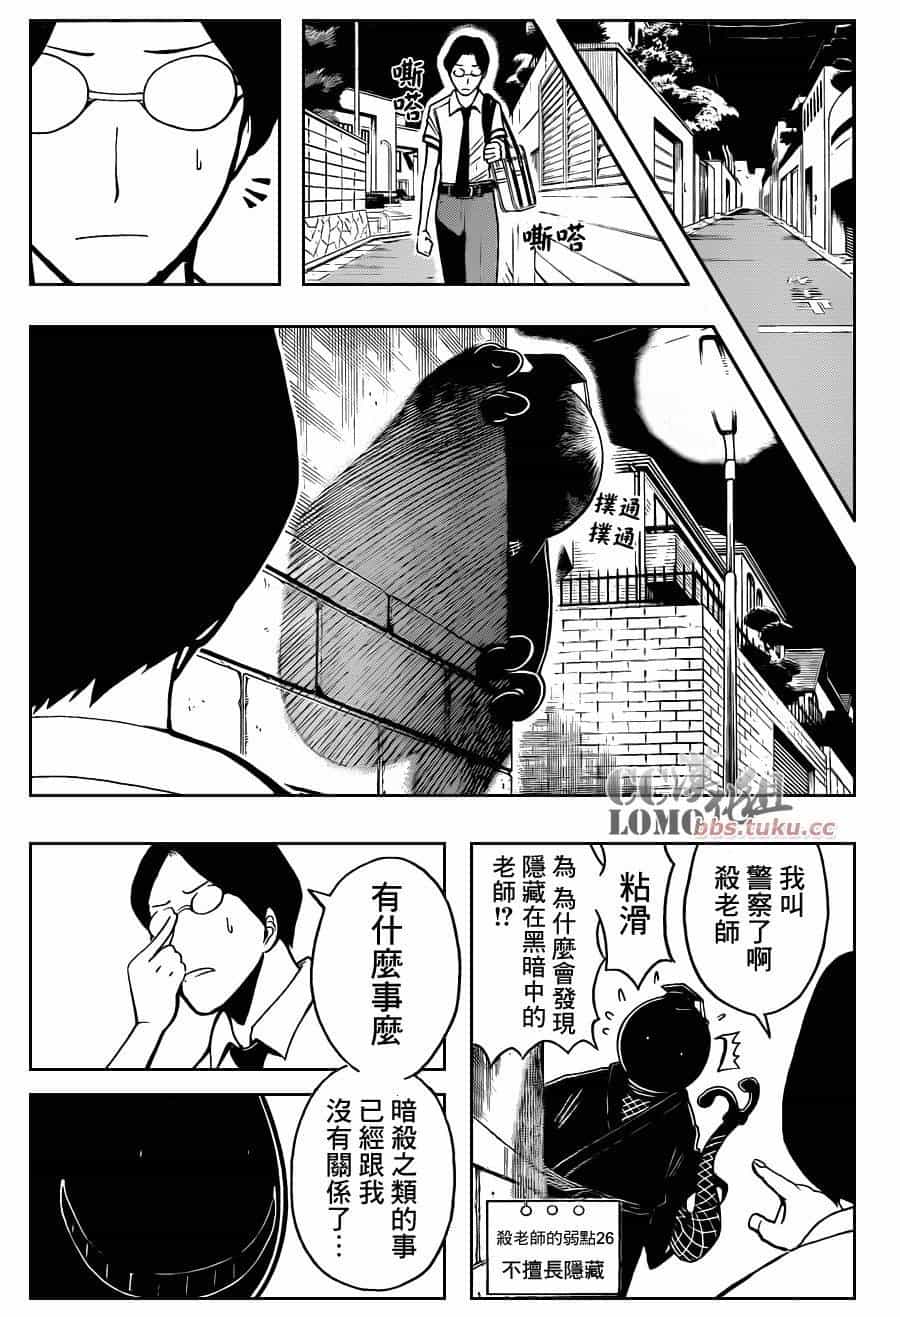 嘶嗒
嘶嗒
撲通
撲通
CC漫化組
LOMO
bbs.tuku.cc
我叫
警察了啊
殺老師
粘滑
為 為什麼會發現
隱藏在黑暗中的
老師!?
殺老師的弱點26
不擅長隱藏
有什麼事麼
暗殺之類的事
已經跟我
沒有關係了…